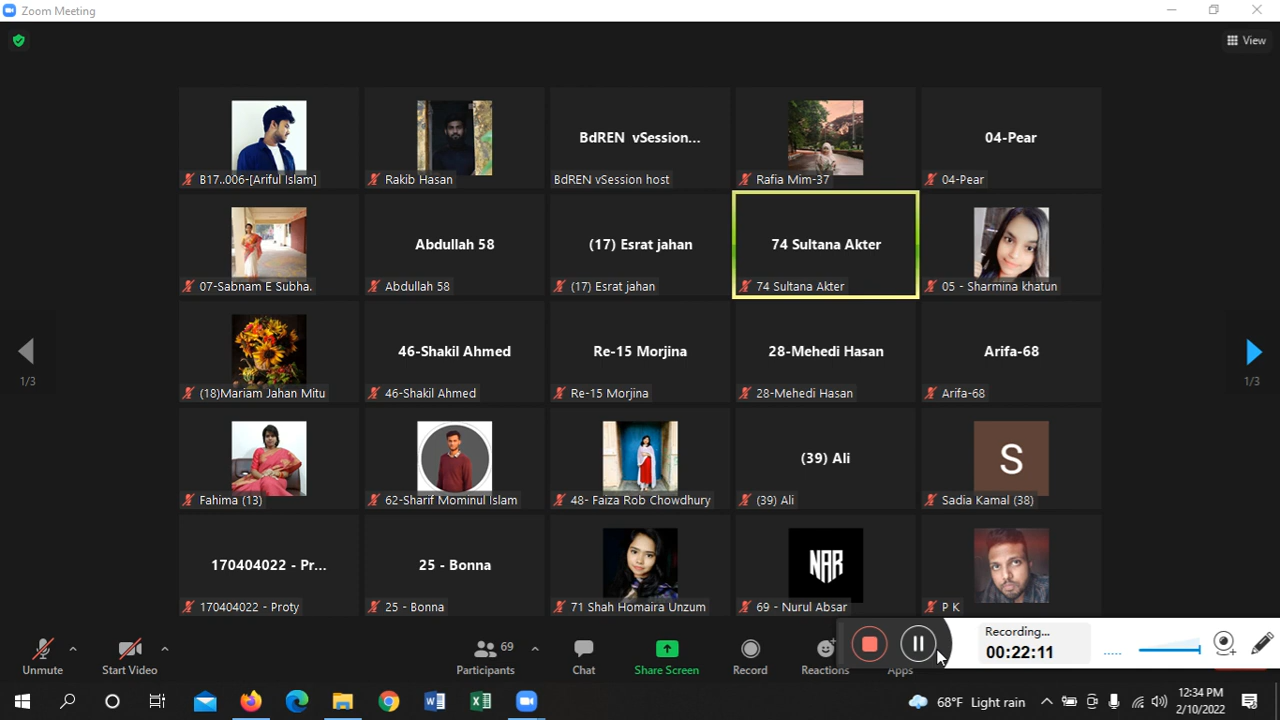 Zoom Meeting
View
B17..006-[Ariful Islam]
Rakib Hasan
BdREN vSession...
BdREN vSession host
Rafia Mim-37
04-Pear
04-Pear
07-Sabnam E Subha.
Abdullah 58
Abdullah 58
(17) Esrat jahan
(17) Esrat jahan
74 Sultana Akter
74 Sultana Akter
05 - Sharmina khatun
1/3
1/3
(18)Mariam Jahan Mitu
46-Shakil Ahmed
46-Shakil Ahmed
Re-15 Morjina
Re-15 Morjina
28-Mehedi Hasan
28-Mehedi Hasan
Arifa-68
Arifa-68
Fahima (13)
62-Sharif Mominul Islam
48- Faiza Rob Chowdhury
(39) Ali
(39) Ali
S
Sadia Kamal (38)
170404022 - Pr...
170404022 - Proty
25 - Bonna
25 - Bonna
71 Shah Homaira Unzum
NAR
69 - Nurul Absar
P K
Unmute
Start Video
69
Participants
Chat
Share Screen
Record
Reactions
Apps
Recording...
00:22:11
68°F Light rain
12:34 PM
2/10/2022